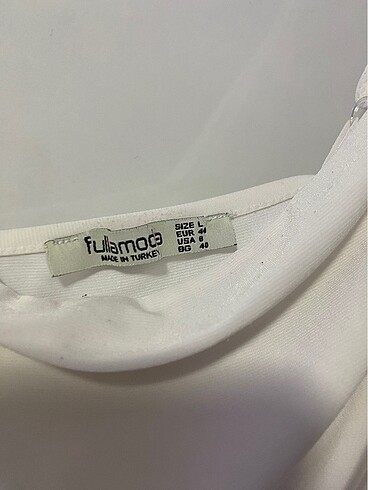 fullamoda
MADE IN TURKEY
SIZE L
EUR 44
USA 8
BG 40